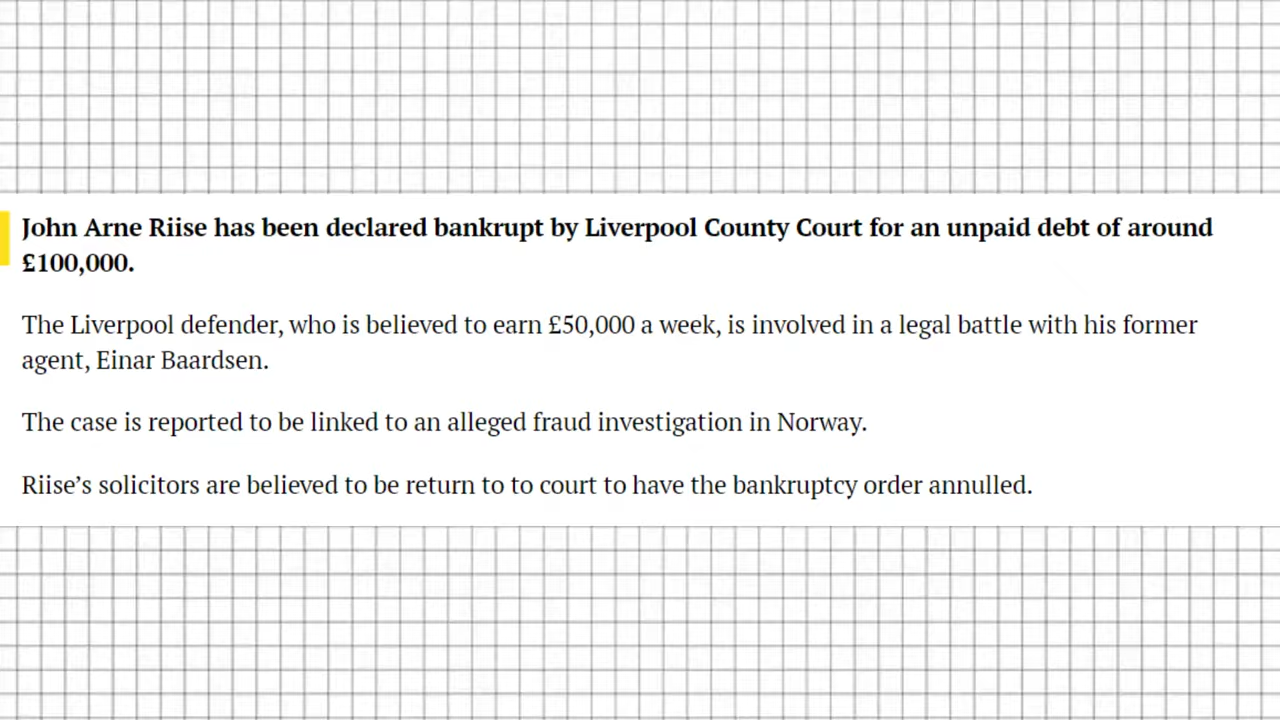 John Arne Riise has been declared bankrupt by Liverpool County Court for an unpaid debt of around
£100,000.
The Liverpool defender, who is believed to earn £50,000 a week, is involved in a legal battle with his former
agent, Einar Baardsen.
The case is reported to be linked to an alleged fraud investigation in Norway.
Riise’s solicitors are believed to be return to to court to have the bankruptcy order annulled.